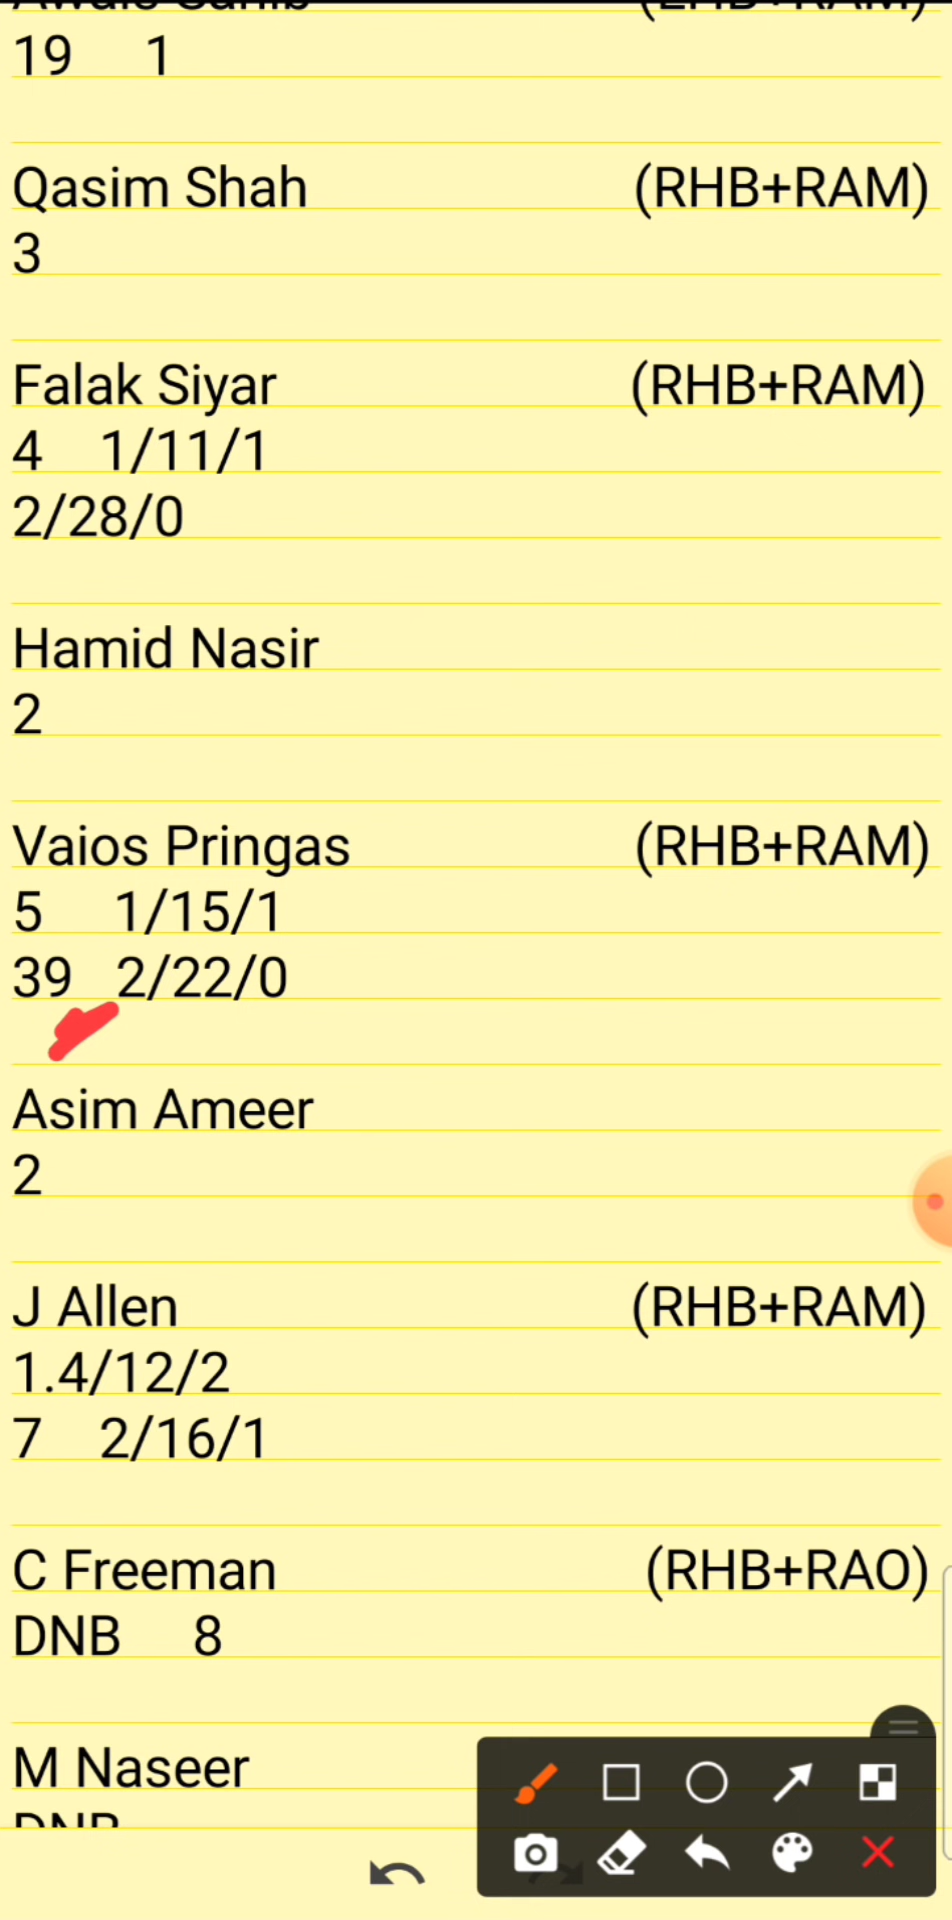 19 1
Qasim Shah (RHB+RAM)
3
Falak Siyar (RHB+RAM)
4 1/11/1
2/28/0
Hamid Nasir
2
Vaios Pringas (RHB+RAM)
5 1/15/1
39 2/22/0
Asim Ameer
2
J Allen (RHB+RAM)
1.4/12/2
7 2/16/1
C Freeman (RHB+RAO)
DNB 8
M Naseer
DNB